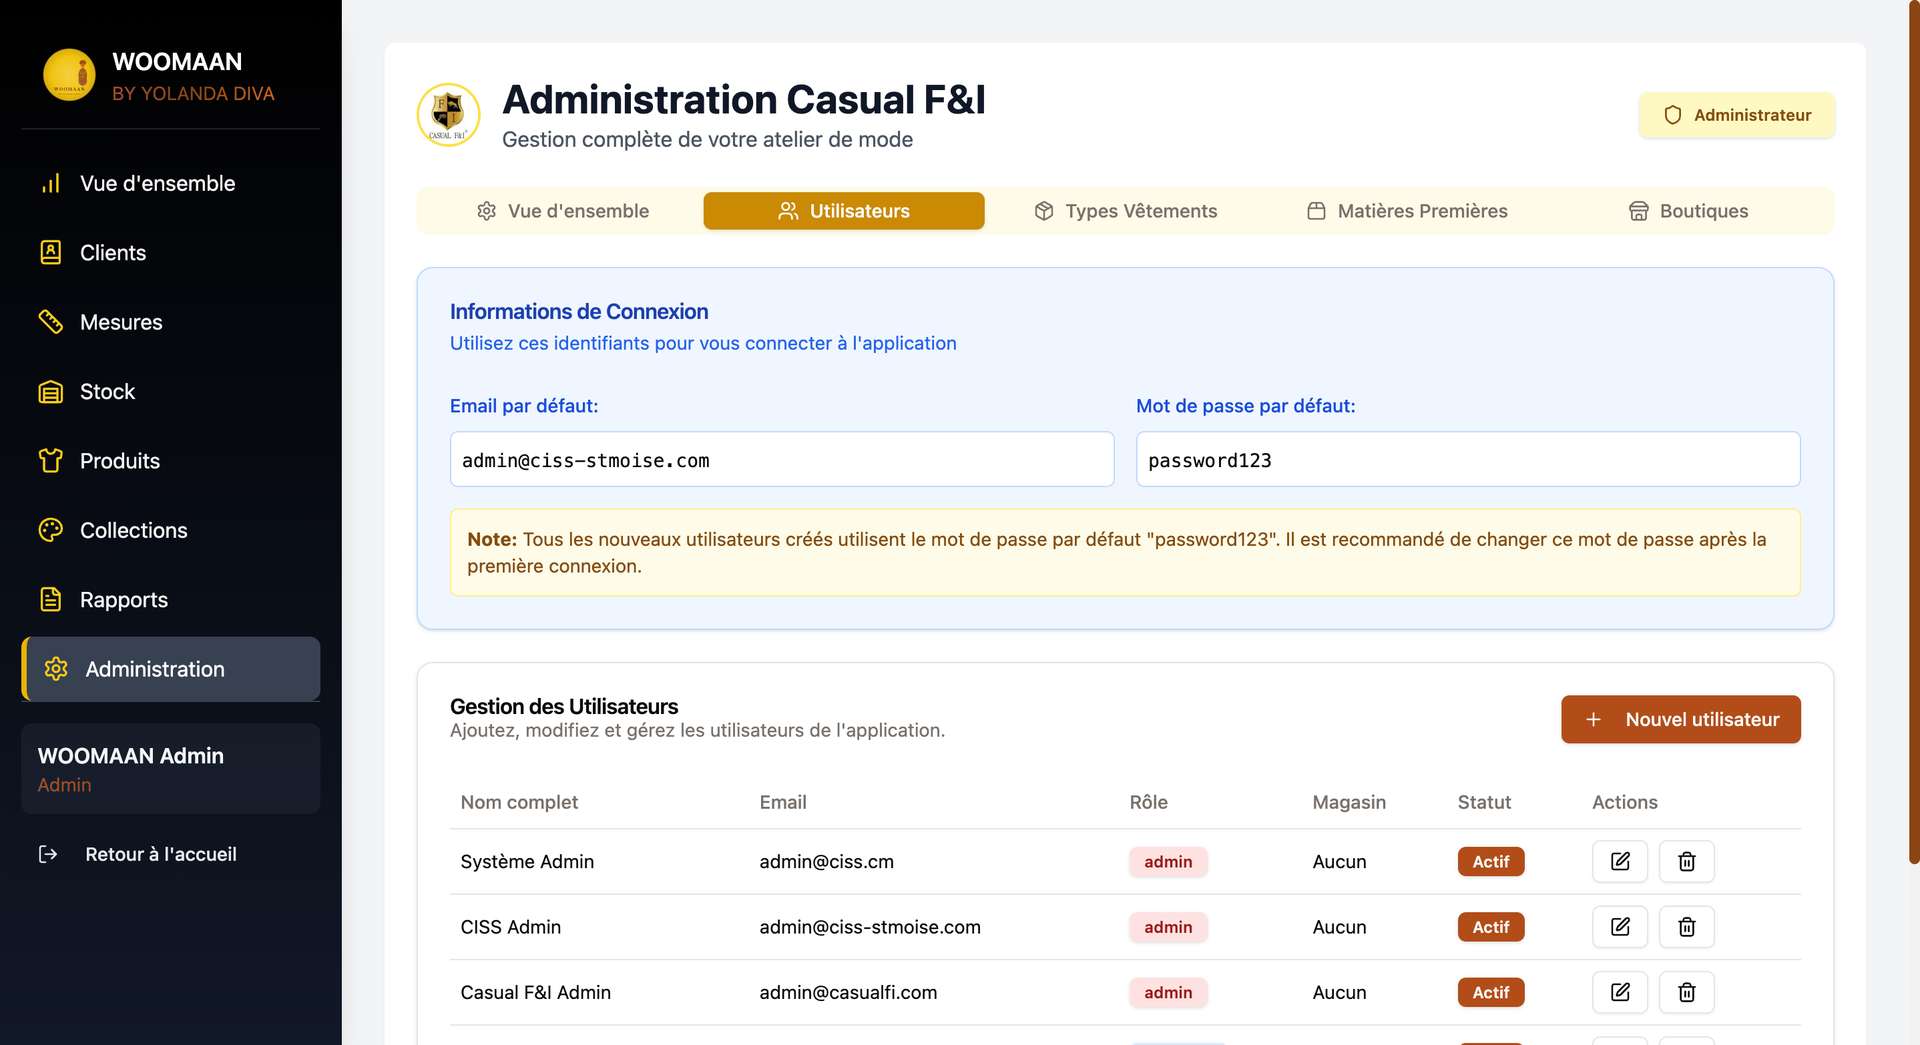 WOOMAAN
BY YOLANDA DIVA
Vue d'ensemble
Clients
Mesures
Stock
Produits
Collections
Rapports
Administration
WOOMAAN Admin
Admin
Retour à l'accueil
CASUAL F&I
Administration Casual F&I
Gestion complète de votre atelier de mode
Administrateur
Vue d'ensemble
Utilisateurs
Types Vêtements
Matières Premières
Boutiques
Informations de Connexion
Utilisez ces identifiants pour vous connecter à l'application
Email par défaut:
admin@ciss-stmoise.com
Mot de passe par défaut:
password123
Note: Tous les nouveaux utilisateurs créés utilisent le mot de passe par défaut "password123". Il est recommandé de changer ce mot de passe après la
première connexion.
Gestion des Utilisateurs
Ajoutez, modifiez et gérez les utilisateurs de l'application.
Nouvel utilisateur
Nom complet Email Rôle Magasin Statut Actions
Système Admin admin@ciss.cm admin Aucun Actif
CISS Admin admin@ciss-stmoise.com admin Aucun Actif
Casual F&I Admin admin@casualfi.com admin Aucun Actif